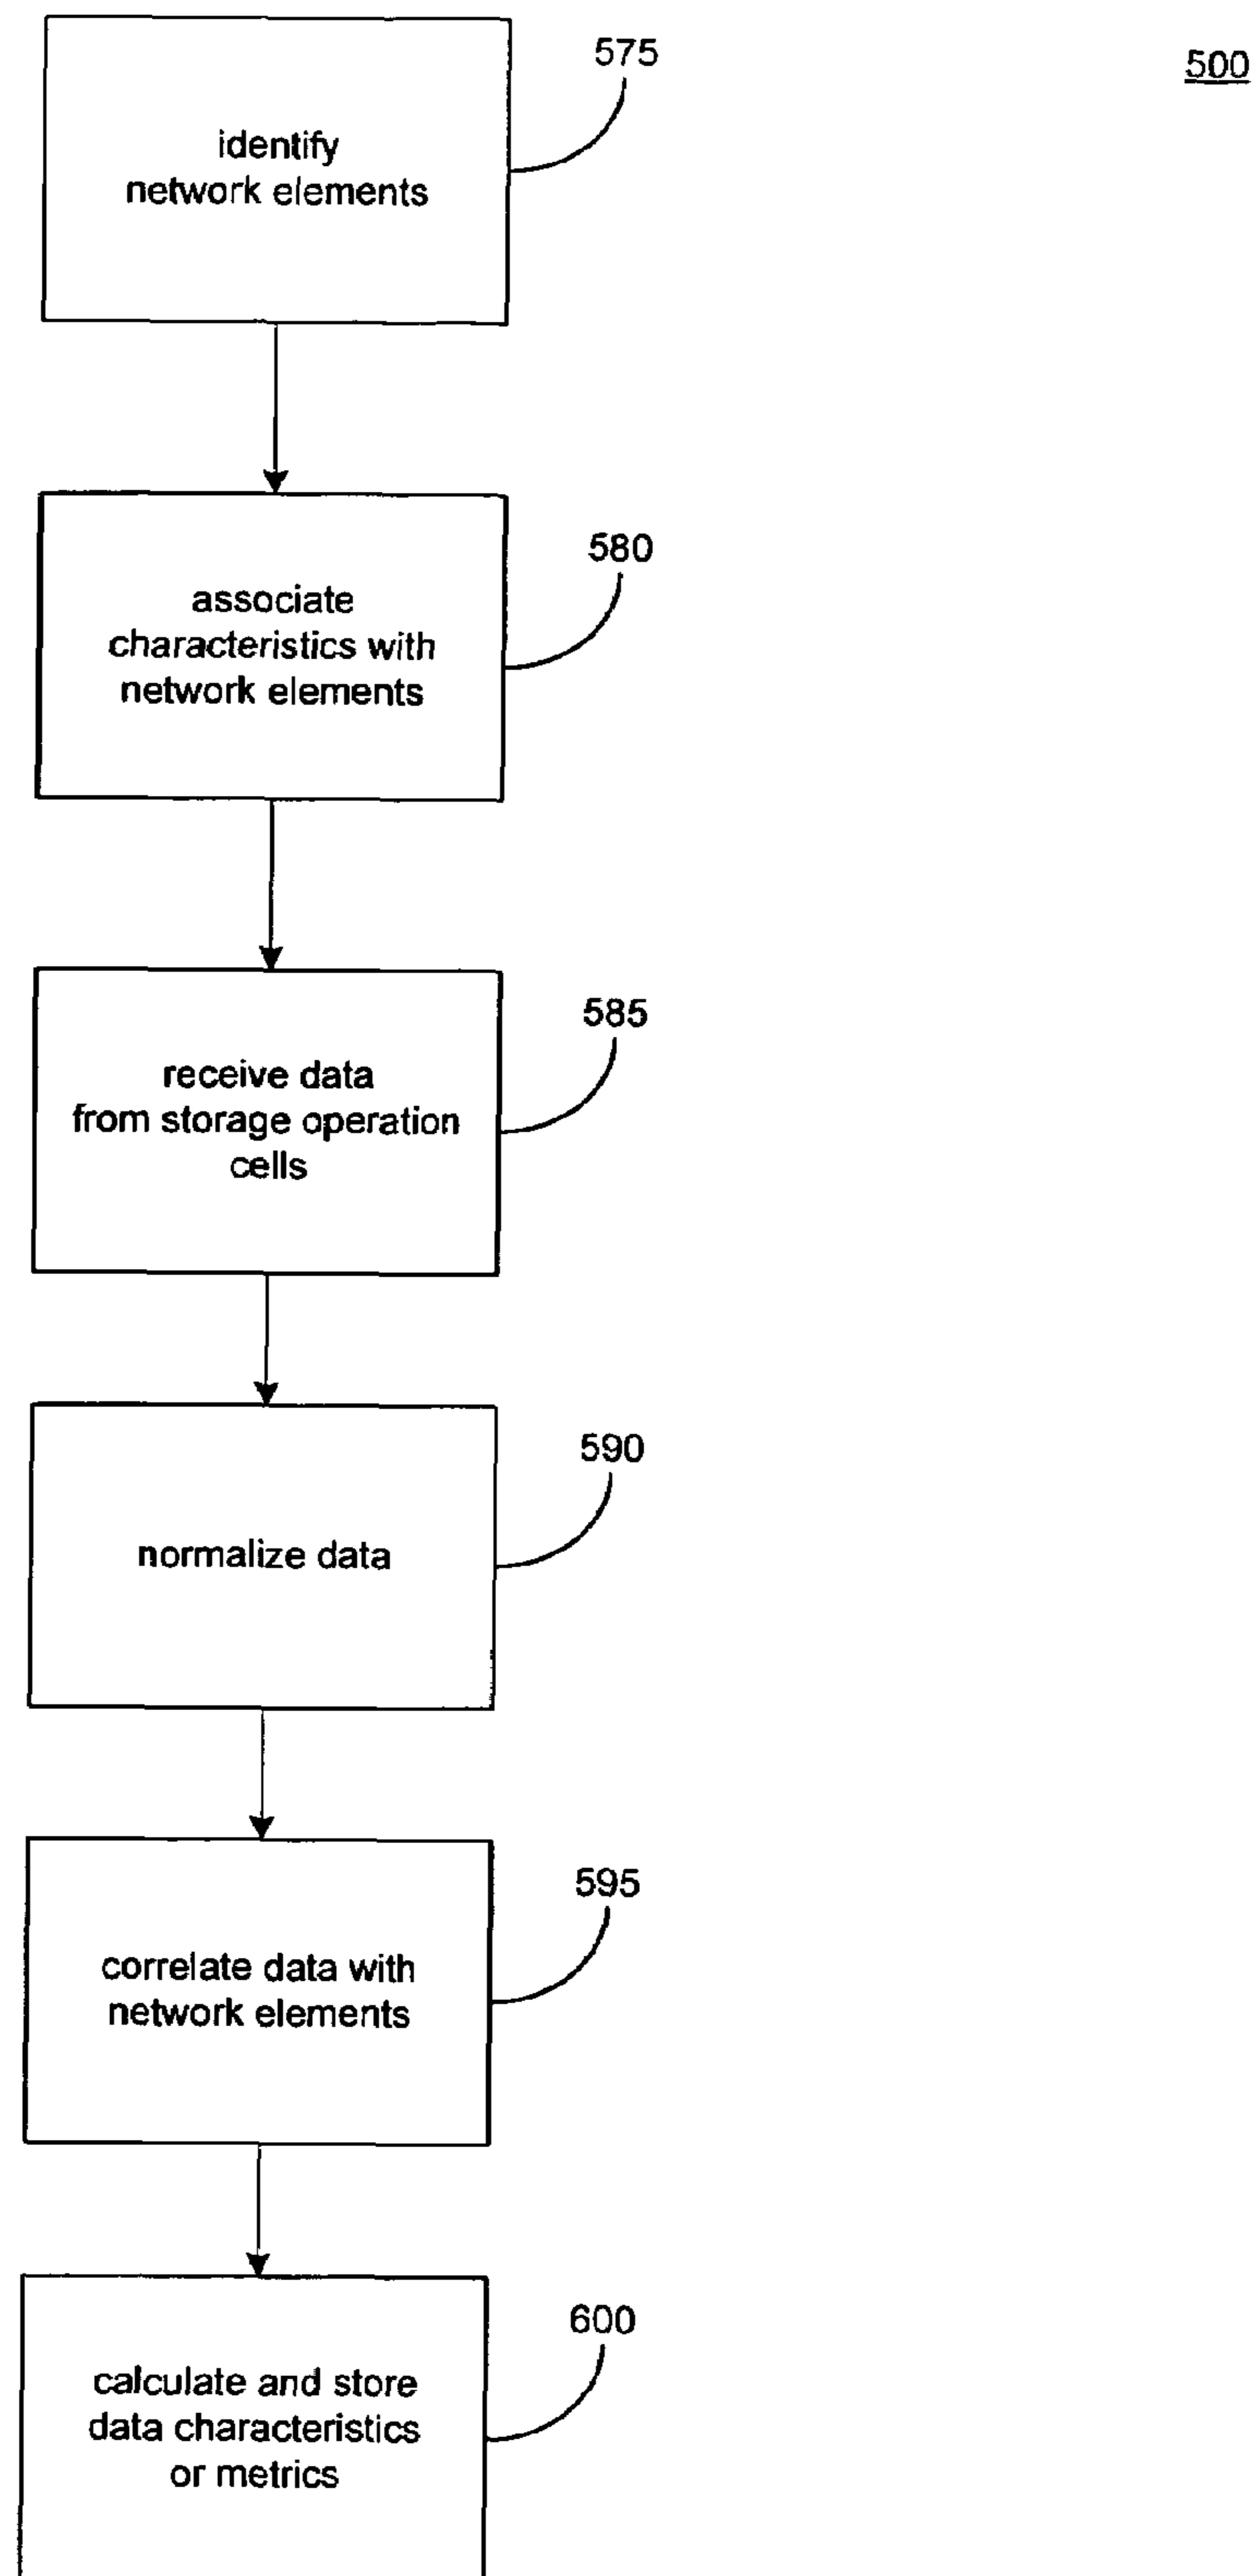 575
500
identify
network elements
580
associate
characteristics with
network elements
585
receive data
from storage operation
cells
590
normalize data
595
correlate data with
network elements
600
calculate and store
data characteristics
or metrics